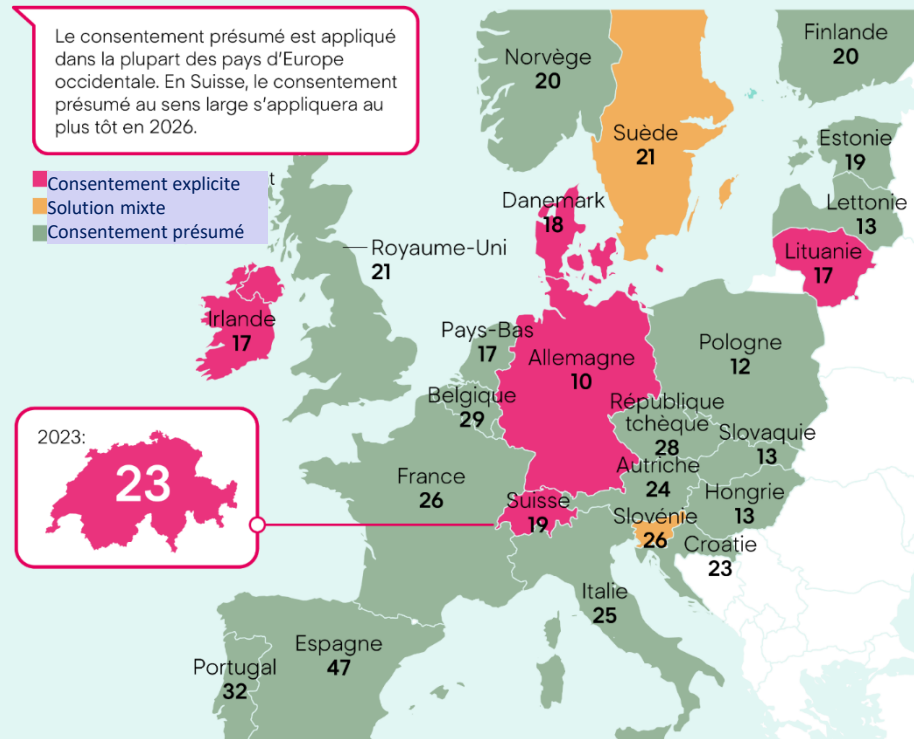 Le consentement présumé est appliqué
dans la plupart des pays d'Europe
occidentale. En Suisse, le consentement
présumé au sens large s'appliquera au
plus tôt en 2026.
Consentement explicite
t
Solution mixte
Consentement présumé
Norvège
20
Finlande
20
Suède
21
Estonie
19
Lettonie
13
Danemark
18
Lituanie
17
Royaume-Uni
21
Irlande
17
Pays-Bas
17
Allemagne
10
Pologne
12
Belgique
29
République
tchèque
28
Slovaquie
13
2023:
23
France
26
Autriche
24
Hongrie
13
Suisse
19
Slovénie
26
Croatie
23
Italie
25
Espagne
47
Portugal
32